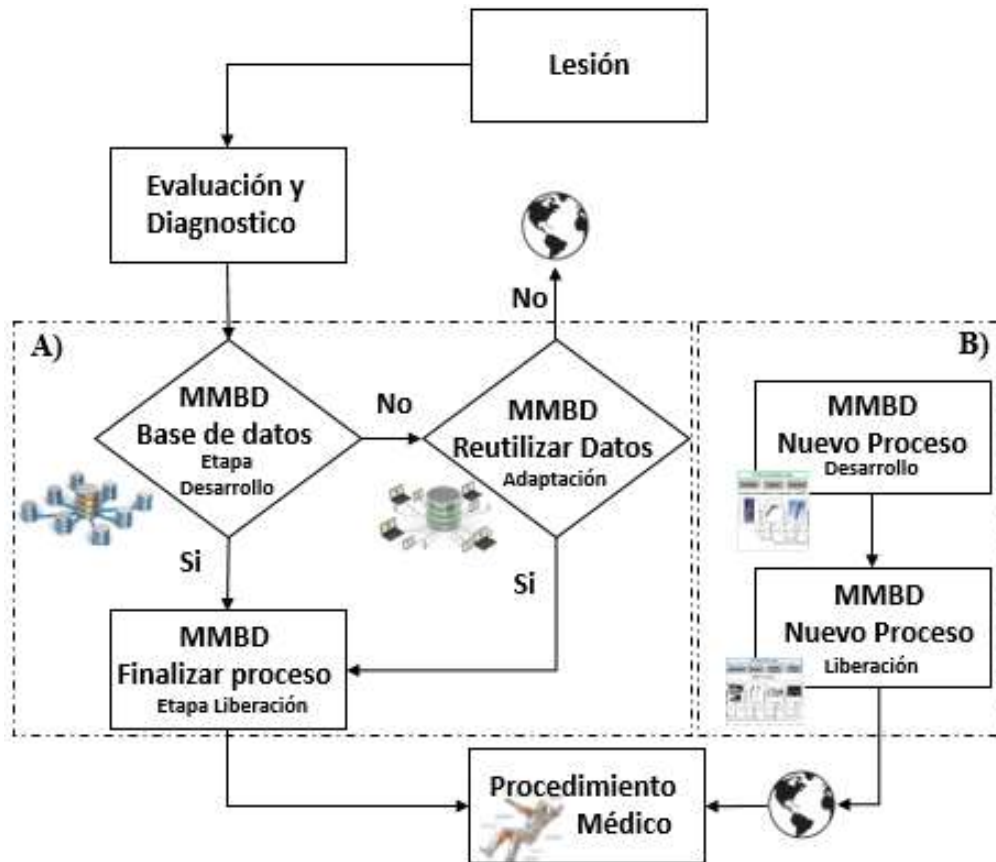 Lesión
Evaluación y
Diagnostico
No
A)
B)
MMBD
Base de datos
Etapa
Desarrollo
No
MMBD
Reutilizar Datos
Adaptación
MMBD
Nuevo Proceso
Desarrollo
Si
Si
MMBD
Finalizar proceso
Etapa Liberación
MMBD
Nuevo Proceso
Liberación
Procedimiento
Médico